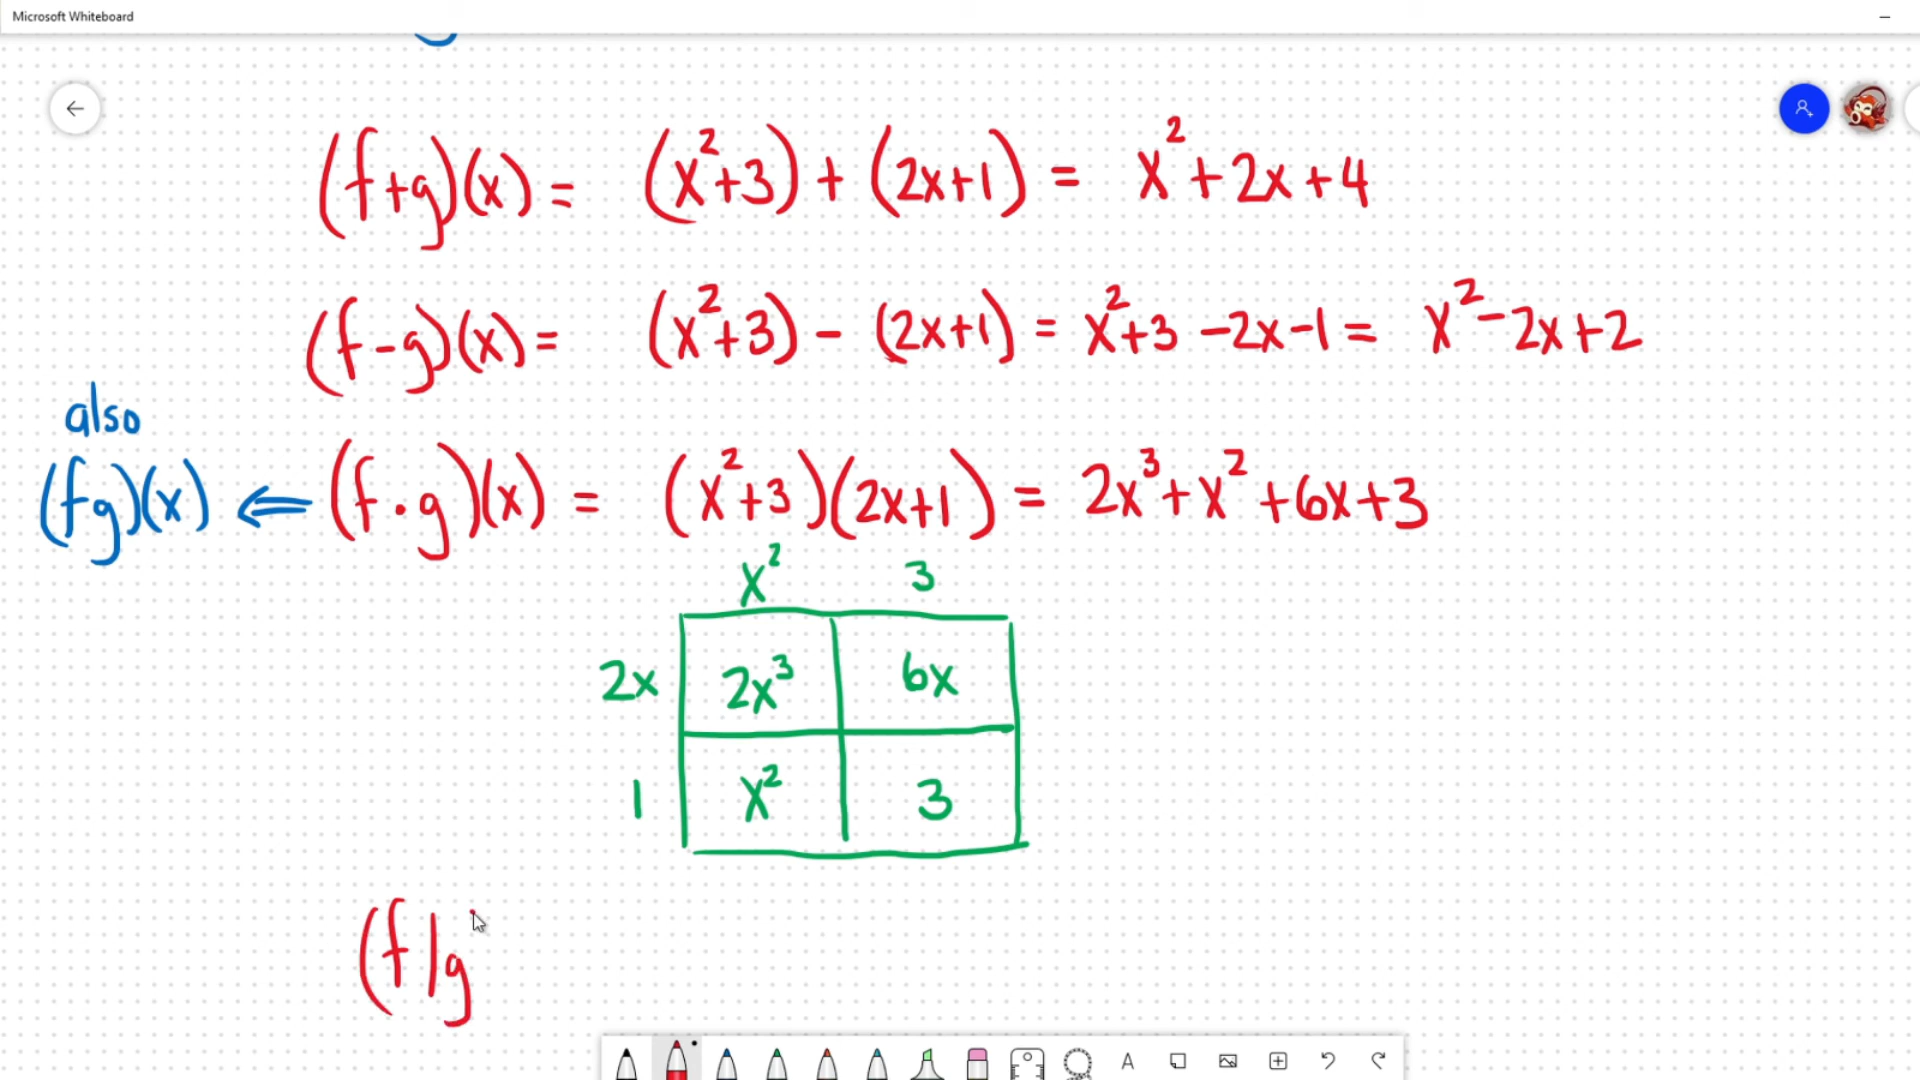 Microsoft Whiteboard
(f+g)(x) = (x²+3) + (2x+1) = x²+2x+4
(f-g)(x) = (x²+3) - (2x+1) = x²+3-2x-1 = x²-2x+2
also
(fg)(x) ⇐ (f·g)(x) = (x²+3)(2x+1) = 2x³+x²+6x+3
x² 3
2x 2x³ 6x
1 x² 3
(f/g
A